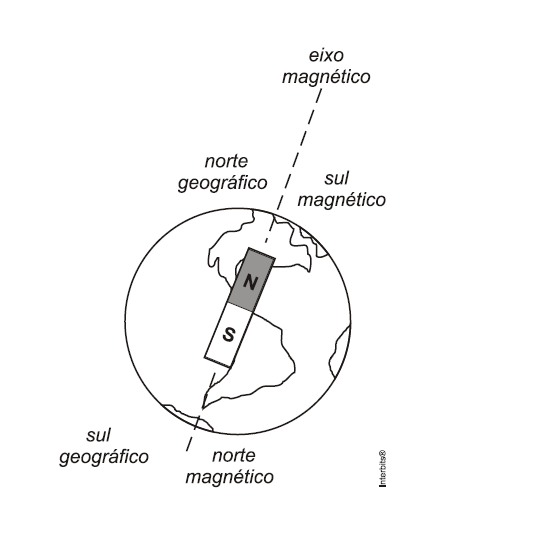 eixo
magnético
norte
geográfico
sul
magnético
N
S
sul
geográfico
norte
magnético
Interbits®